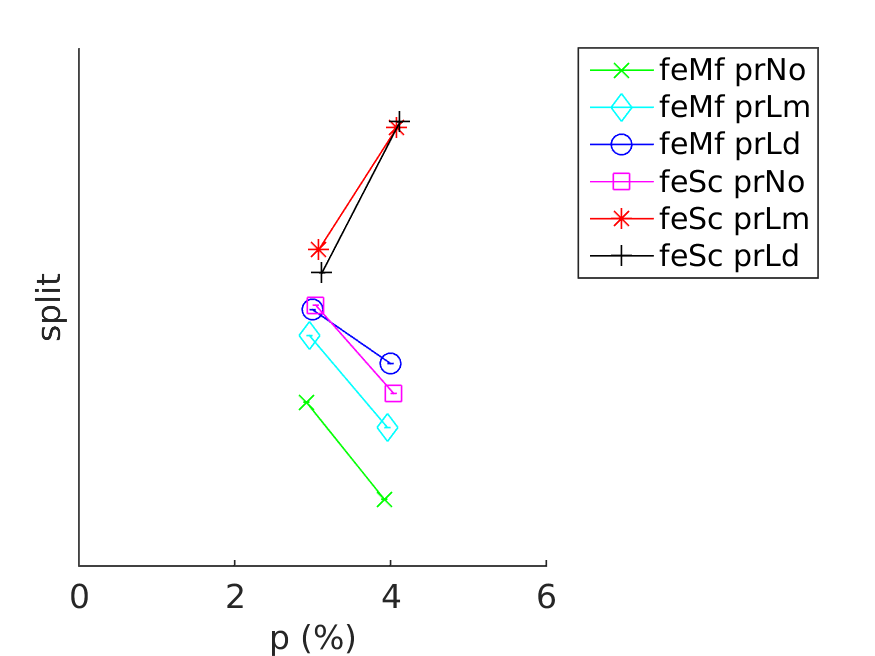 feMf prNo
feMf prLm
feMf prLd
feSc prNo
feSc prLm
feSc prLd
split
0 2 4 6
p (%)